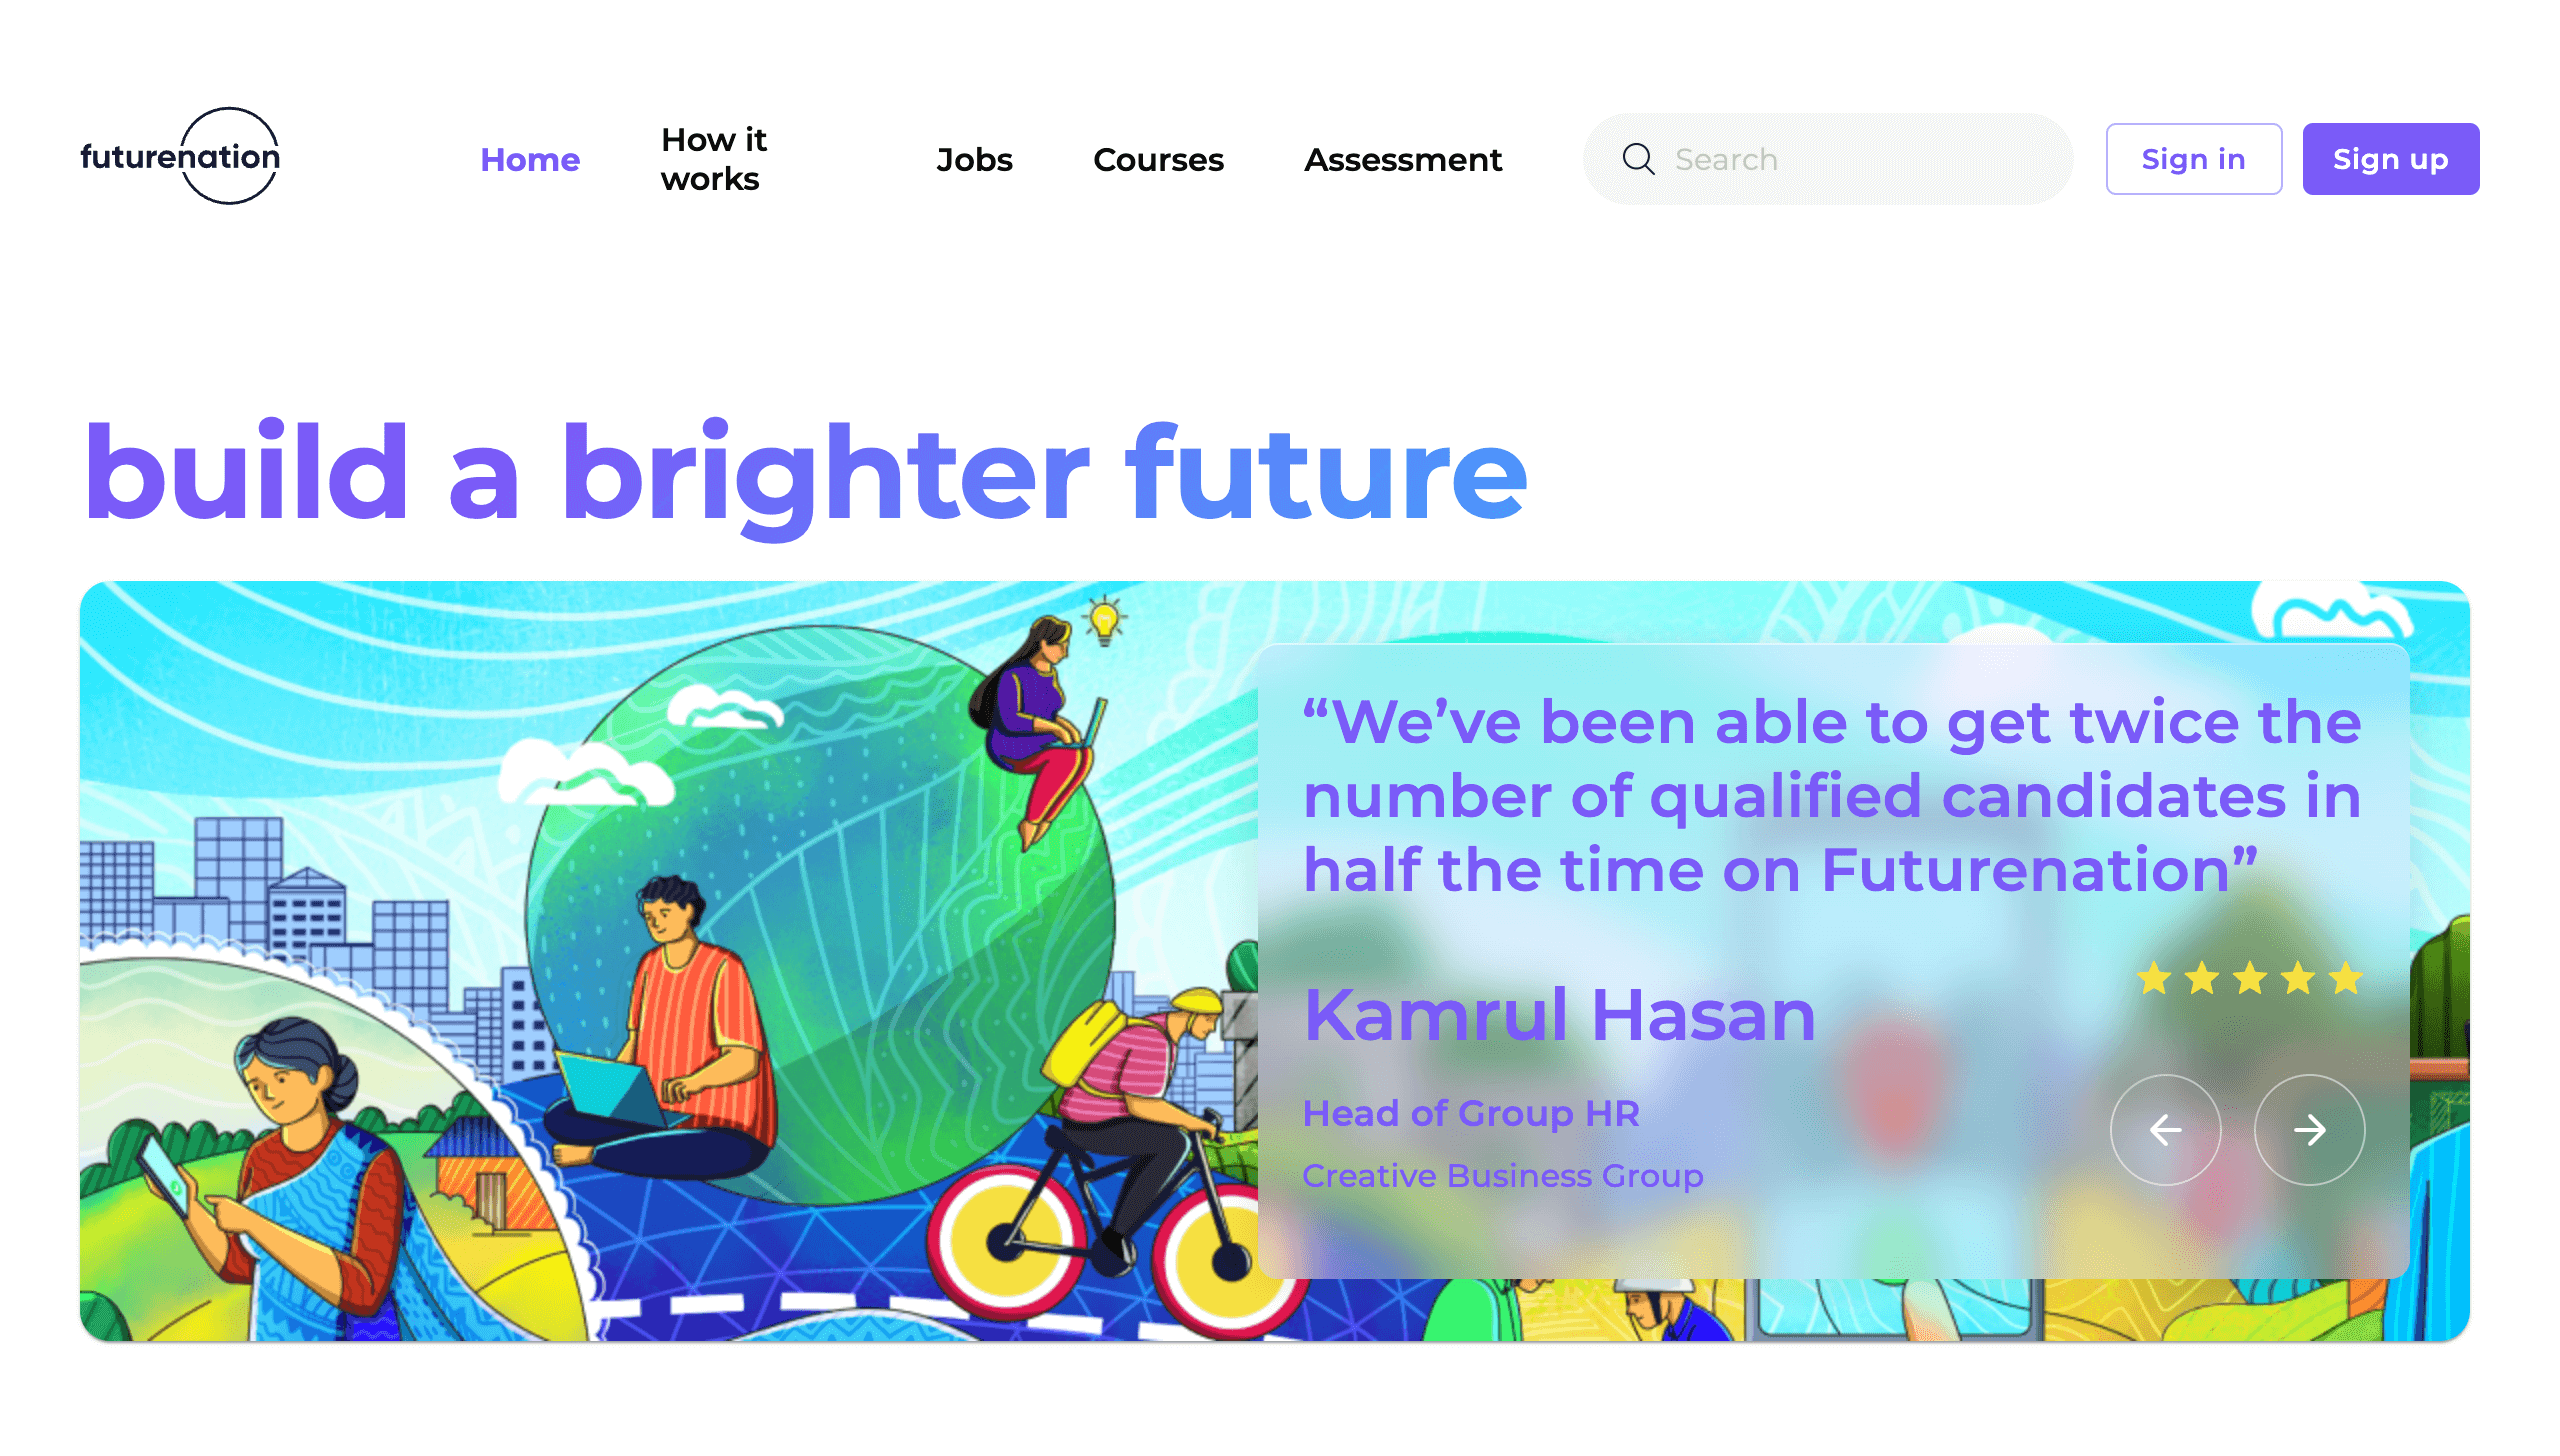 futurenation
Home
How it
works
Jobs
Courses
Assessment
Search
Sign in
Sign up
build a brighter future
“We’ve been able to get twice the
number of qualified candidates in
half the time on Futurenation”
Kamrul Hasan
Head of Group HR
Creative Business Group